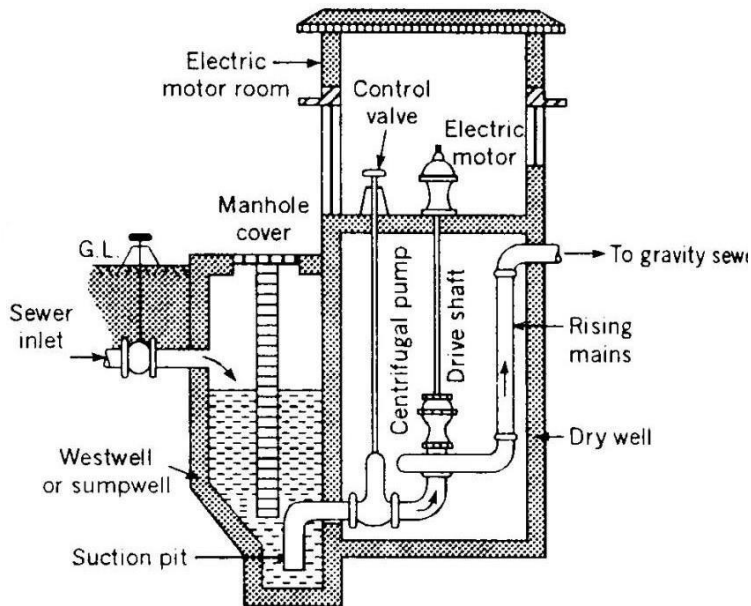 Electric
motor room
Control
valve
Electric
motor
Manhole
cover
G.L.
To gravity sewe
Sewer
inlet
Centrifugal pump
Drive shaft
Rising
mains
Dry well
Westwell
or sumpwell
Suction pit